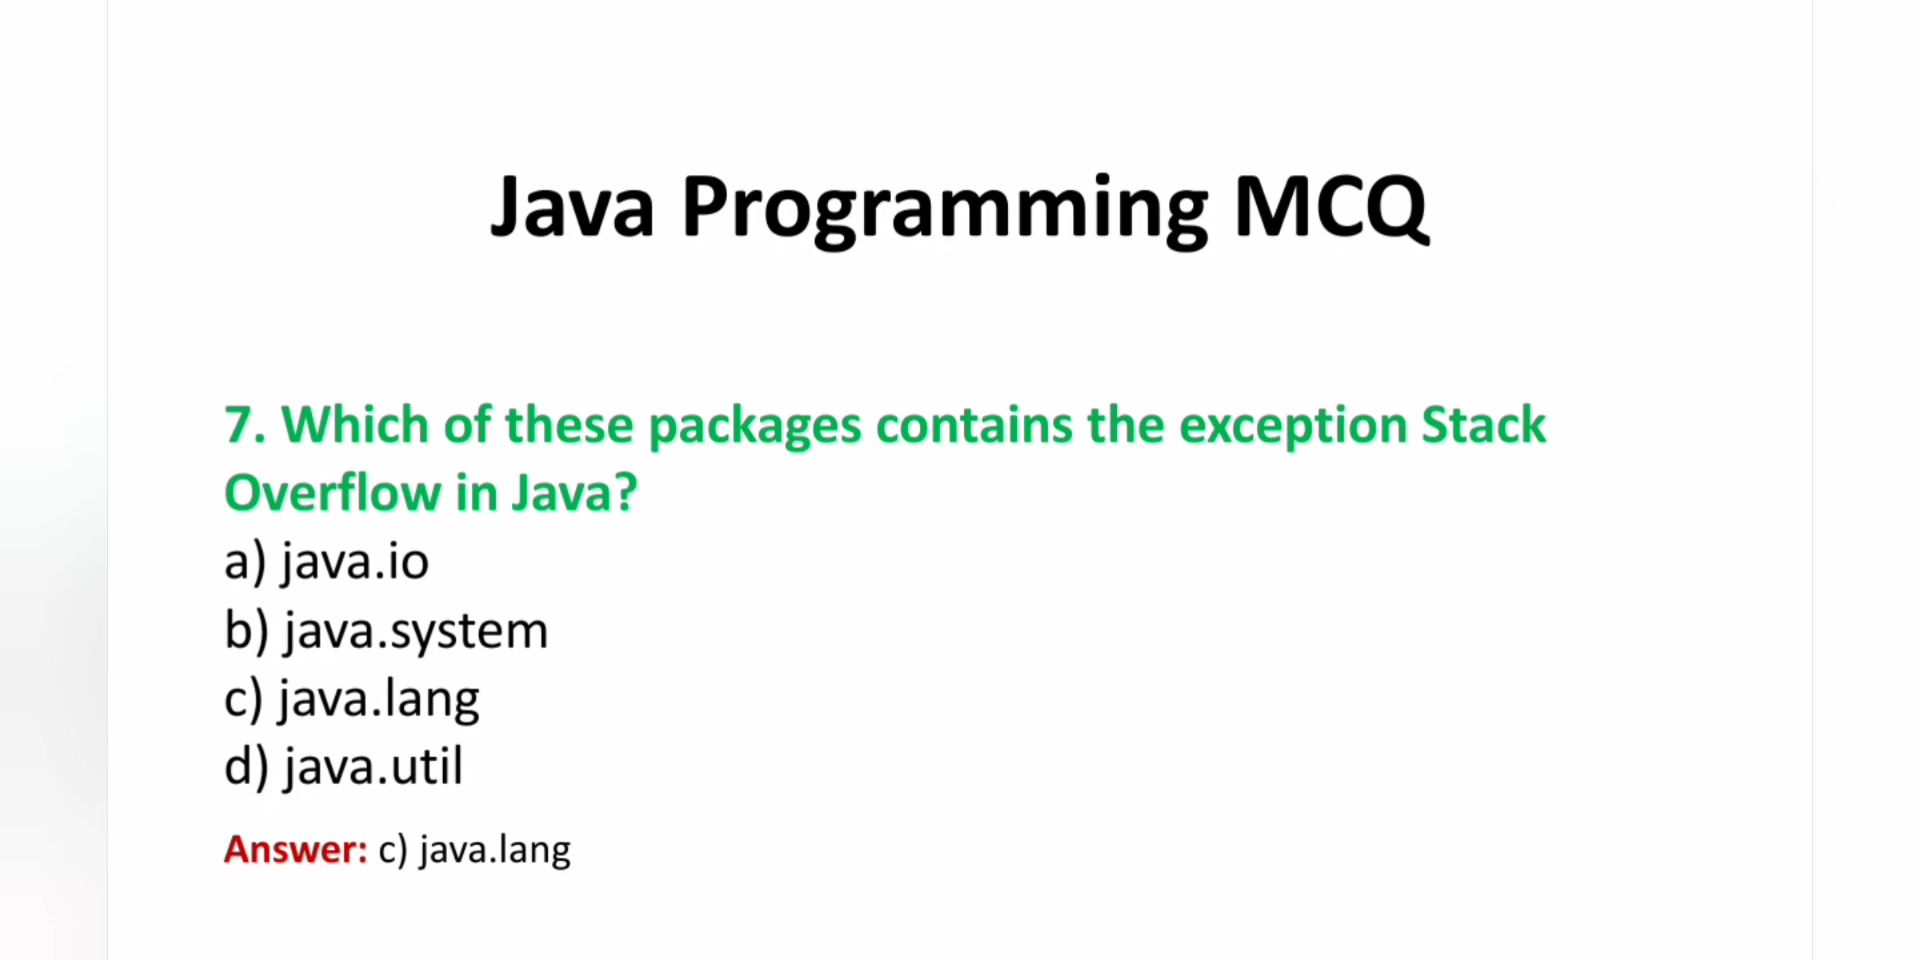 Java Programming MCQ
7. Which of these packages contains the exception Stack
Overflow in Java?
a) java.io
b) java.system
c) java.lang
d) java.util
Answer: c) java.lang